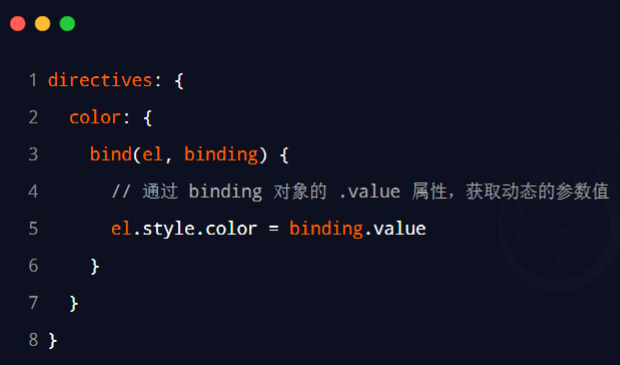 1 directives: {
2   color: {
3     bind(el, binding) {
4       // 通过 binding 对象的 .value 属性，获取动态的参数值
5       el.style.color = binding.value
6     }
7   }
8 }